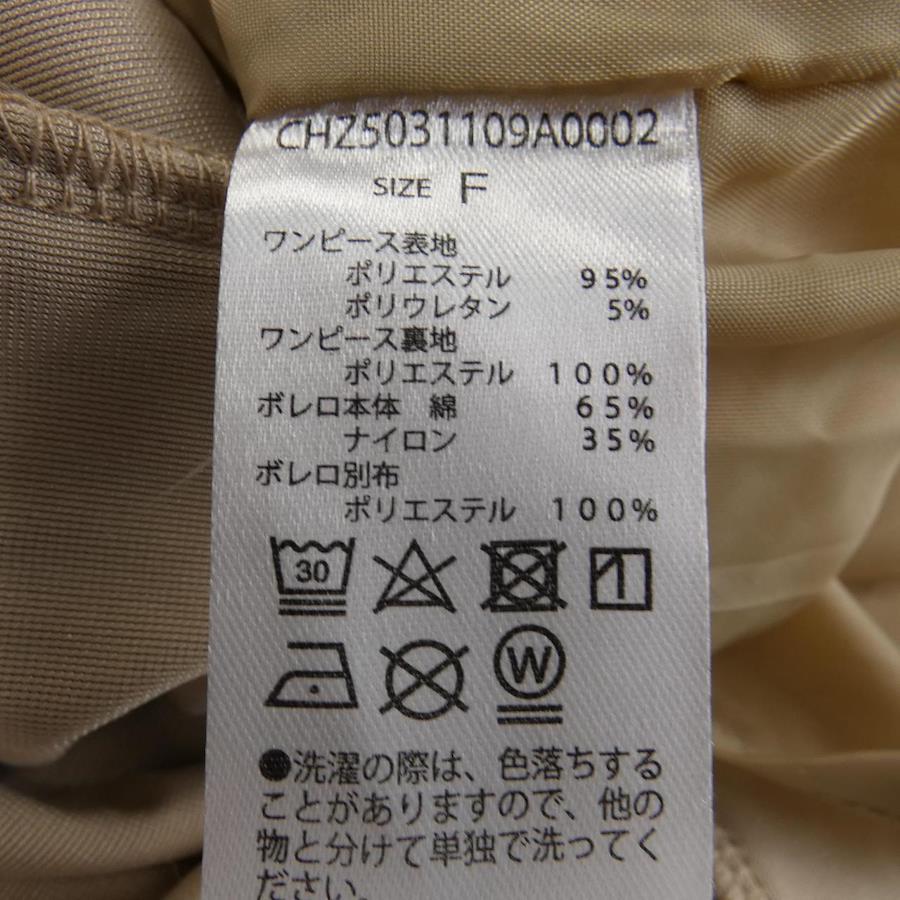 CHZ5031109A0002
SIZE F
ワンピース表地
ポリエステル 95%
ポリウレタン 5%
ワンピース裏地
ポリエステル 100%
ボレロ本体 綿 65%
ナイロン 35%
ボレロ別布
ポリエステル 100%
30
W
●洗濯の際は、色落ちする
ことがありますので、他の
物と分けて単独で洗ってく
ださい。